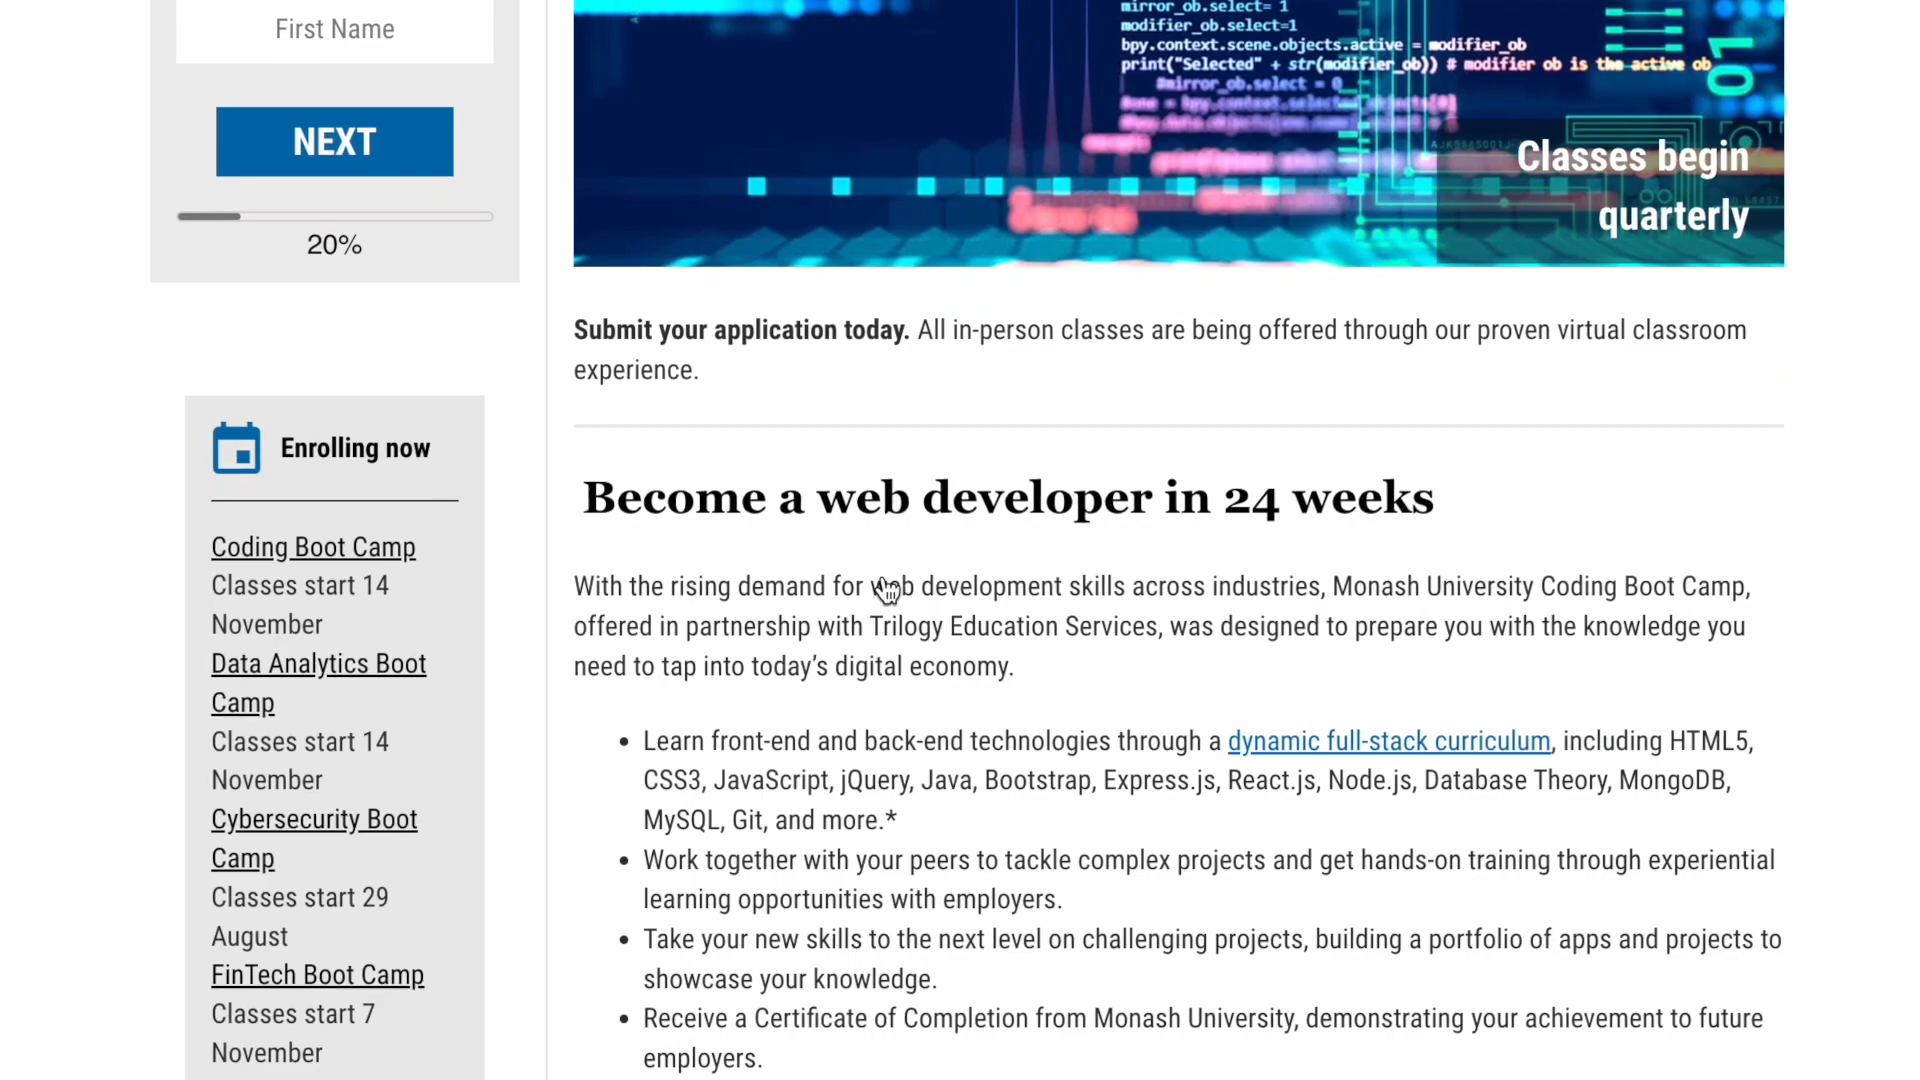 First Name
NEXT
20%
Enrolling now
Coding Boot Camp
Classes start 14
November
Data Analytics Boot
Camp
Classes start 14
November
Cybersecurity Boot
Camp
Classes start 29
August
FinTech Boot Camp
Classes start 7
November
mirror_ob.select= 1
modifier_ob.select=1
bpy.context.scene.objects.active = modifier_ob
print("Selected" + str(modifier_ob)) # modifier ob is the active ob
#mirror_ob.select = 0
01
Classes begin
quarterly
Submit your application today. All in-person classes are being offered through our proven virtual classroom
experience.
Become a web developer in 24 weeks
With the rising demand for web development skills across industries, Monash University Coding Boot Camp,
offered in partnership with Trilogy Education Services, was designed to prepare you with the knowledge you
need to tap into today’s digital economy.
• Learn front-end and back-end technologies through a dynamic full-stack curriculum, including HTML5,
CSS3, JavaScript, jQuery, Java, Bootstrap, Express.js, React.js, Node.js, Database Theory, MongoDB,
MySQL, Git, and more.*
• Work together with your peers to tackle complex projects and get hands-on training through experiential
learning opportunities with employers.
• Take your new skills to the next level on challenging projects, building a portfolio of apps and projects to
showcase your knowledge.
• Receive a Certificate of Completion from Monash University, demonstrating your achievement to future
employers.